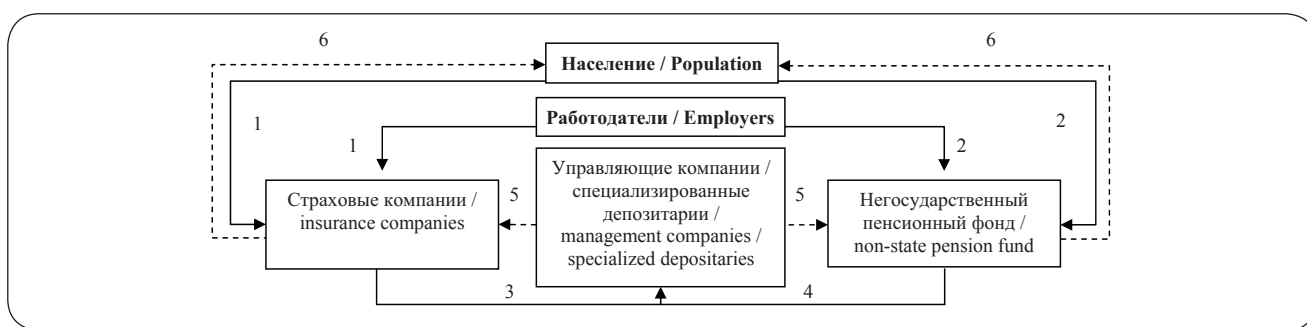 6
6
Население / Population
1
2
Работодатели / Employers
1
2
Страховые компании /
insurance companies
5
Управляющие компании /
специализированные
депозитарии /
management companies /
specialized depositaries
5
Негосударственный
пенсионный фонд /
non-state pension fund
3
4